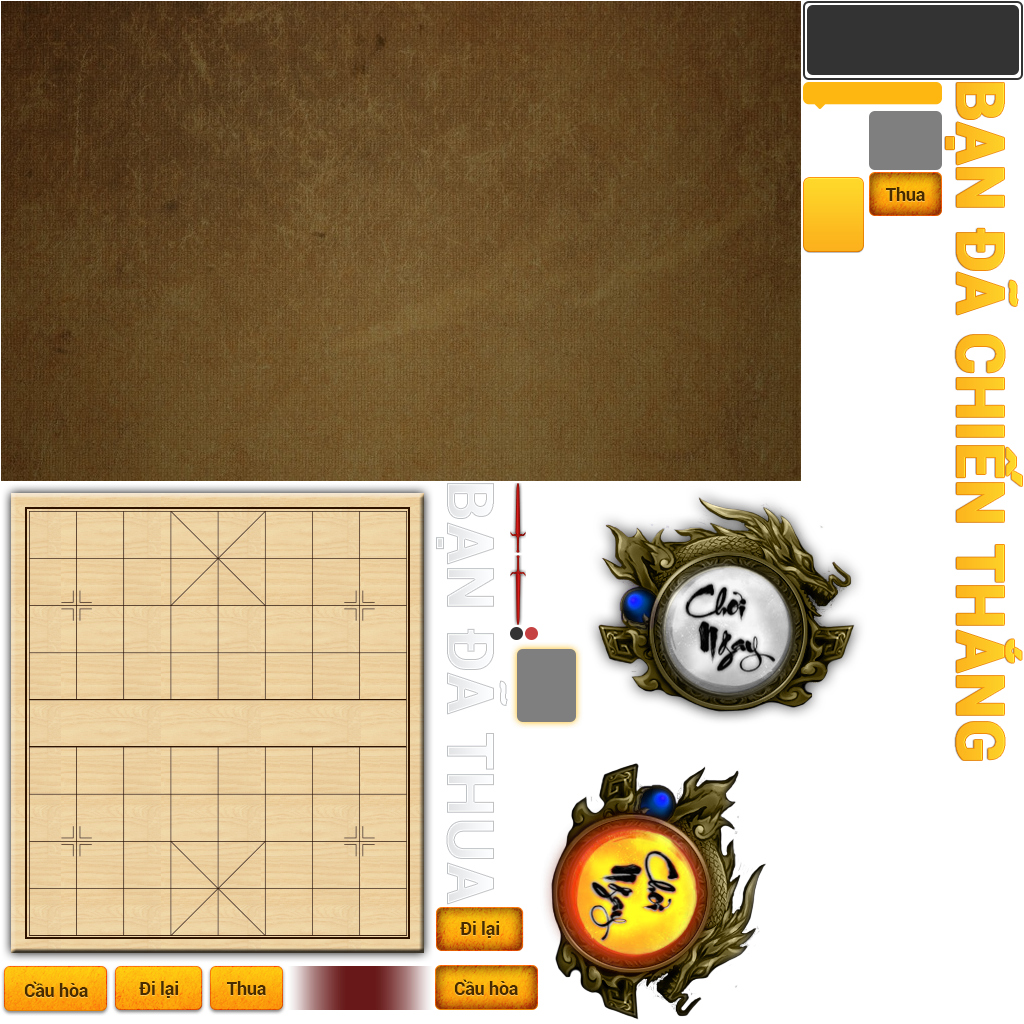 Thua
BẠN ĐÃ CHIẾN THẮNG
BẠN ĐÃ THUA
Chơi
Ngay
Chơi
Ngay
Đi lại
Cầu hòa
Đi lại
Thua
Cầu hòa